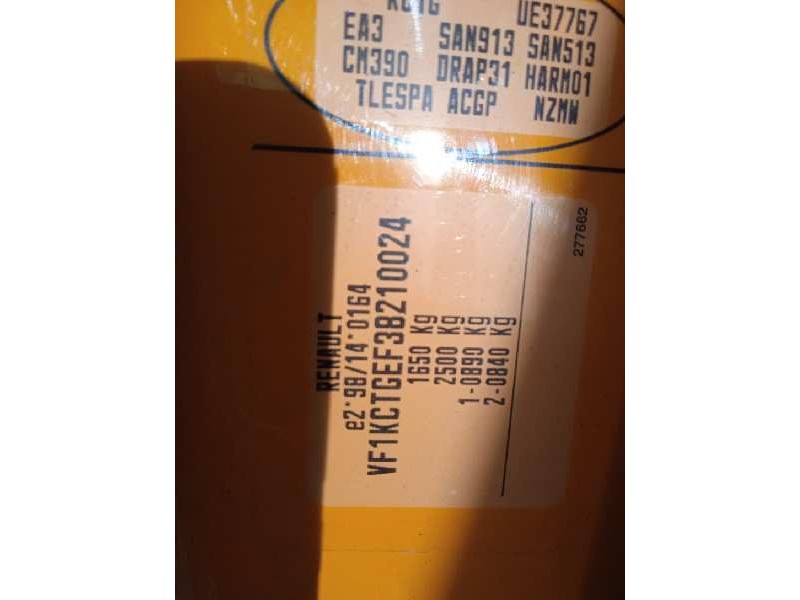 UE37767
EA3 SAN913 SAN513
CM390 DRAP31 HARM01
TLESPA ACGP NZMW
RENAULT
e2*98/14*0164
VF1KCTGEF38210024
1650 Kg
2500 Kg
1-0890 Kg
2-0840 Kg
277662